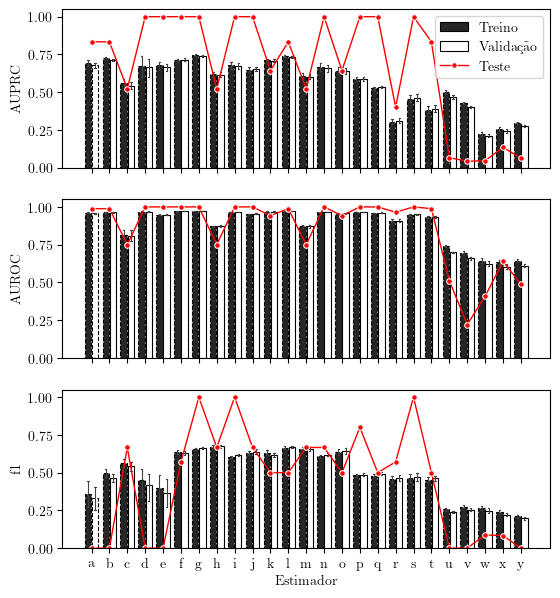 1.00
0.75
0.50
0.25
0.00
AUPRC
Treino
Validação
Teste
1.00
0.75
0.50
0.25
0.00
AUROC
1.00
0.75
0.50
0.25
0.00
f1
a b c d e f g h i j k l m n o p q r s t u v w x y
Estimador